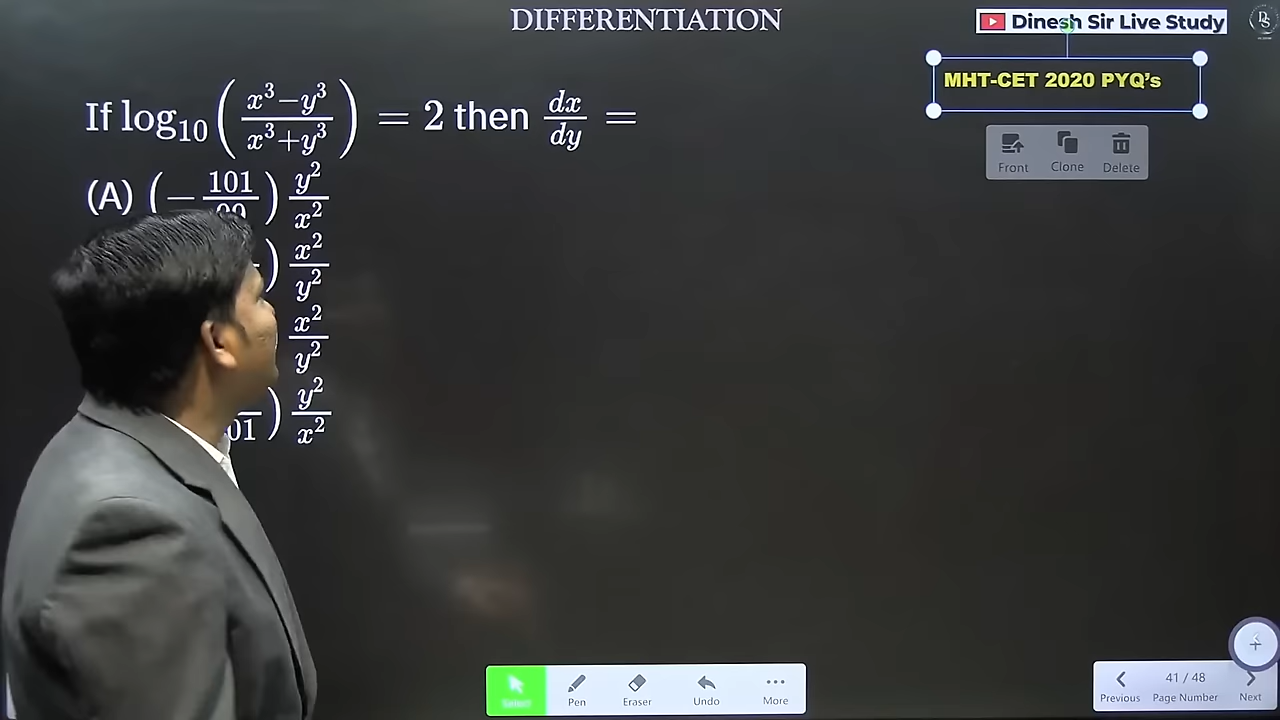 DIFFERENTIATION
Dinesh Sir Live Study
DS
MHT-CET 2020 PYQ's
Front Clone Delete
If log₁₀ ( (x³−y³)/(x³+y³) ) = 2 then dx/dy =
(A) (− 101/99) y²/x²
) x²/y²
x²/y²
01) y²/x²
Select Pen Eraser Undo More
41 / 48
Previous Page Number Next